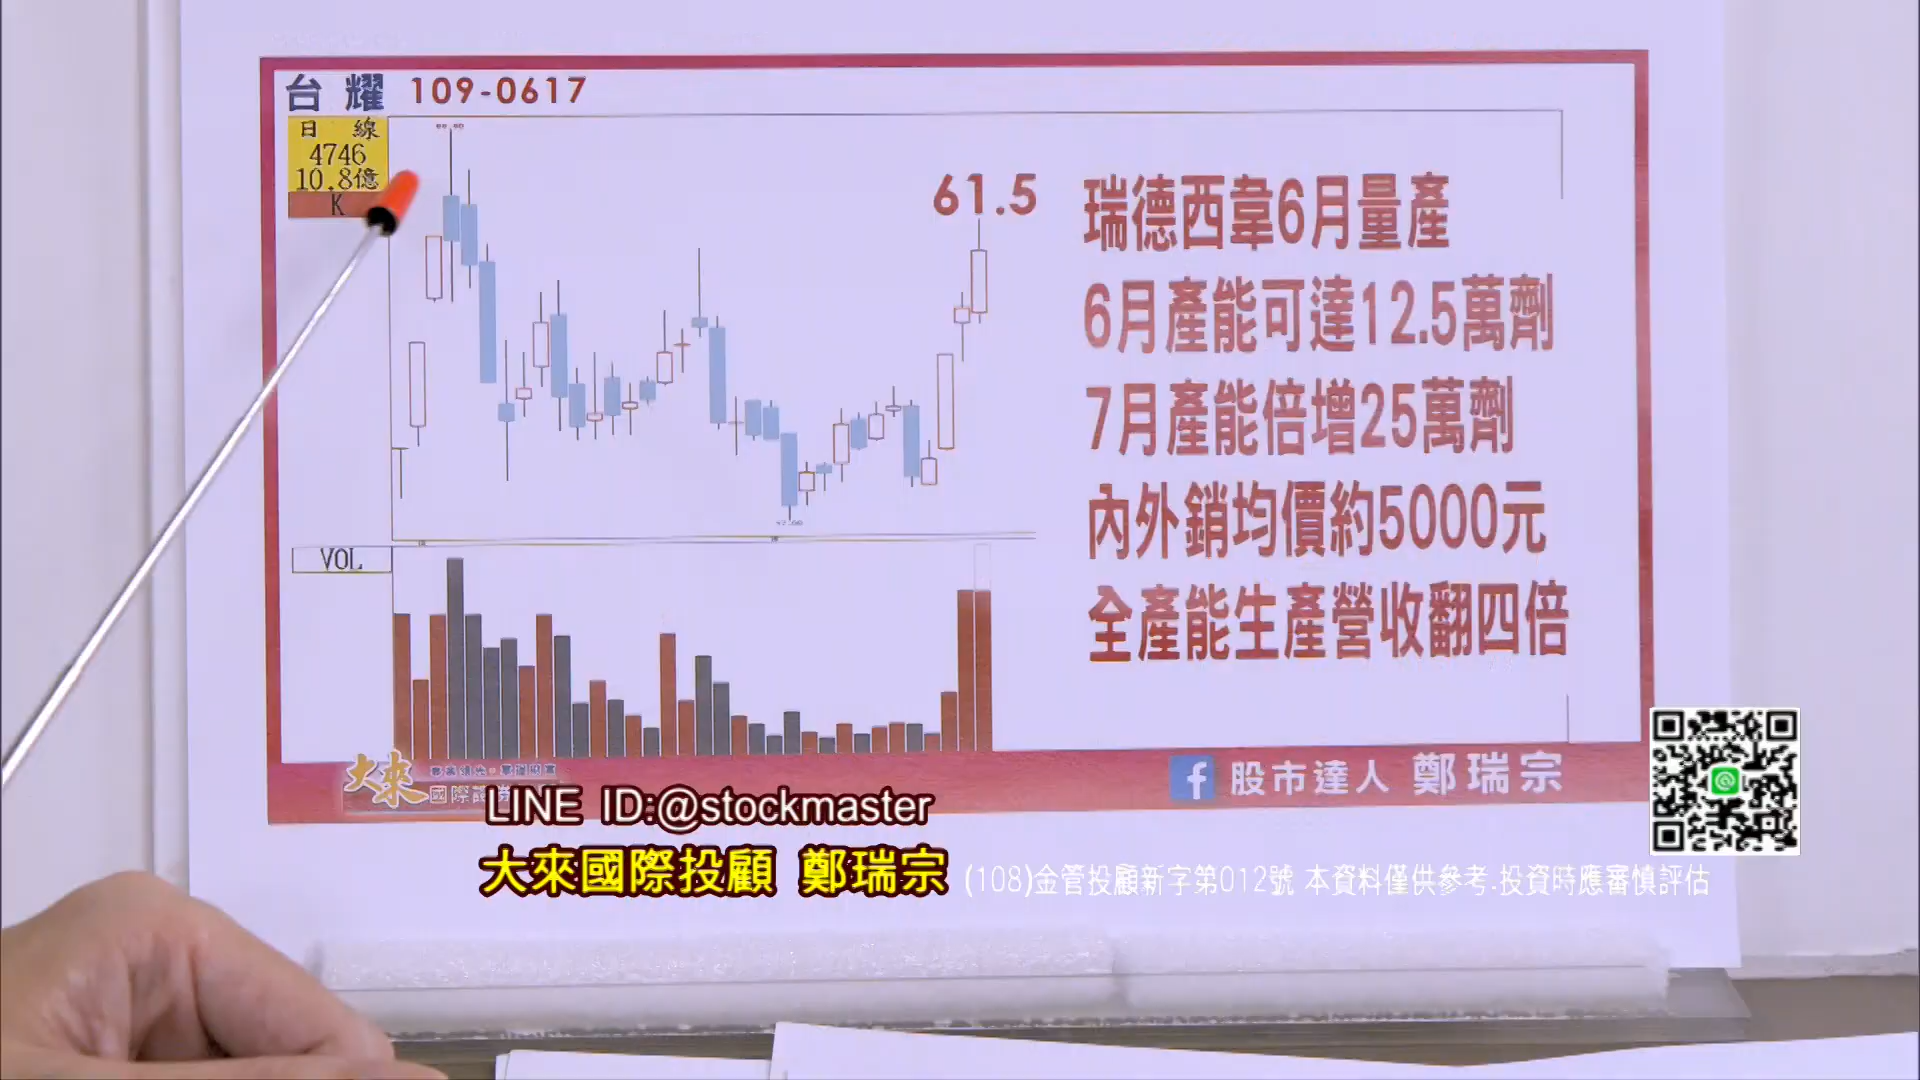 台耀 109-0617
日線
4746
10.8億
K
61.5
瑞德西韋6月量產
6月產能可達12.5萬劑
7月產能倍增25萬劑
內外銷均價約5000元
全產能生產營收翻四倍
VOL
大來
國際證券
股市達人 鄭瑞宗
LINE ID:@stockmaster
大來國際投顧 鄭瑞宗
(108)金管投顧新字第012號 本資料僅供參考.投資時應審慎評估